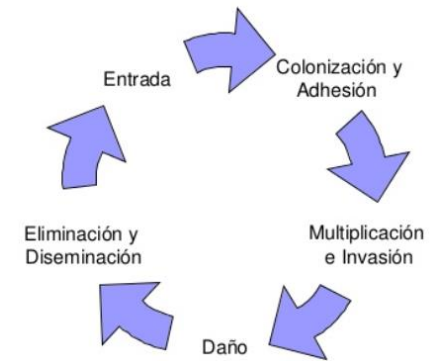 Entrada
Colonización y
Adhesión
Multiplicación
e Invasión
Daño
Eliminación y
Diseminación